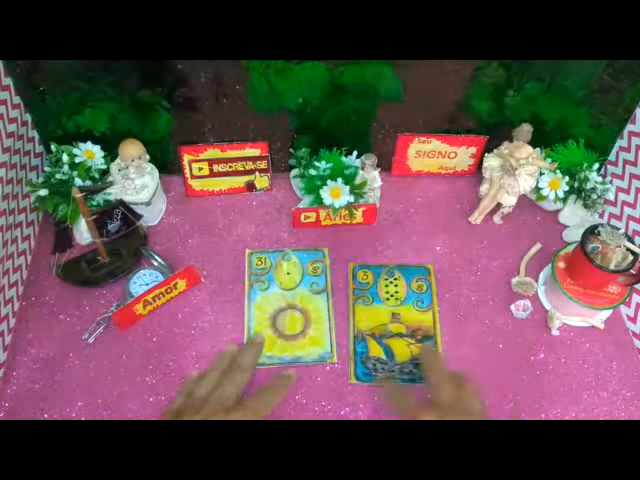 INSCREVA-SE
Seu
SIGNO
Aqui
Áries
Amor
31
3